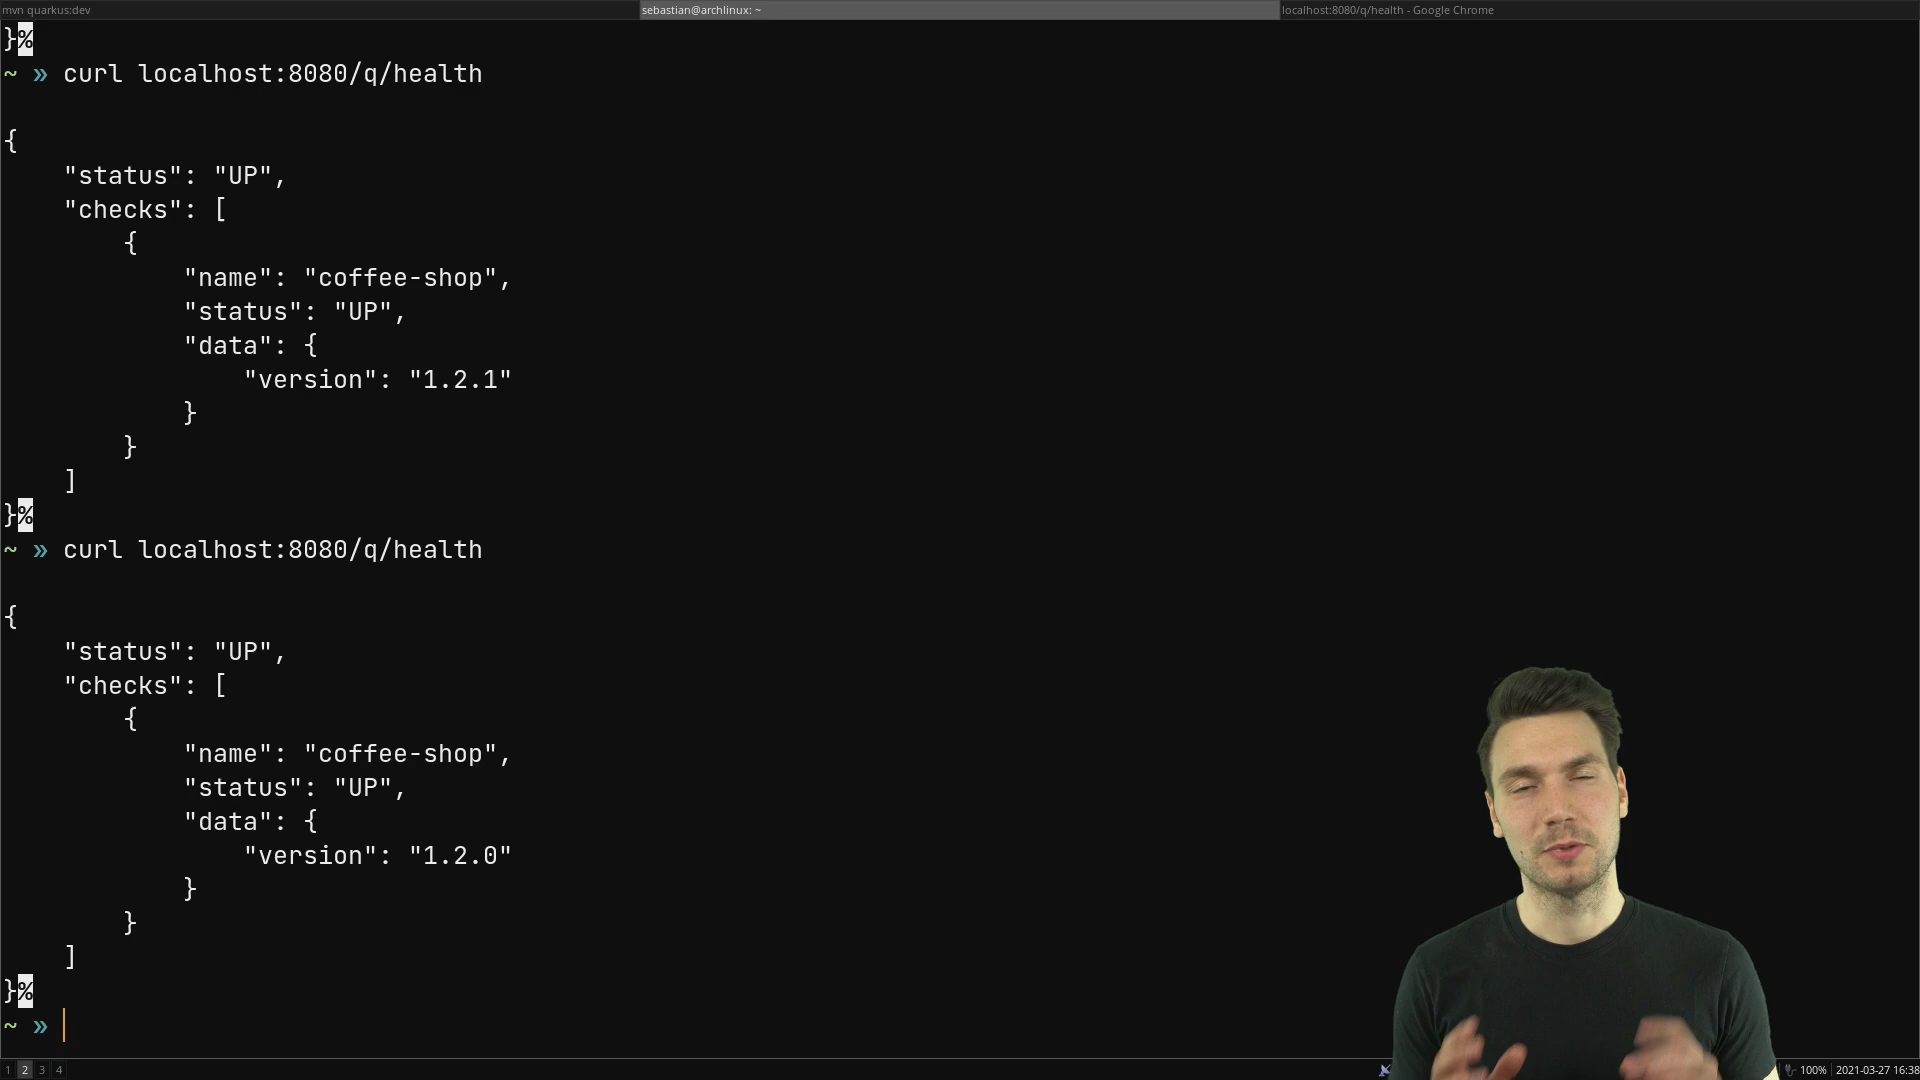 mvn quarkus:dev
sebastian@archlinux: ~
localhost:8080/q/health - Google Chrome
}%
~ » curl localhost:8080/q/health
{
    "status": "UP",
    "checks": [
        {
            "name": "coffee-shop",
            "status": "UP",
            "data": {
                "version": "1.2.1"
            }
        }
    ]
}%
~ » curl localhost:8080/q/health
{
    "status": "UP",
    "checks": [
        {
            "name": "coffee-shop",
            "status": "UP",
            "data": {
                "version": "1.2.0"
            }
        }
    ]
}%
~ »
1 2 3 4
100% 2021-03-27 16:38